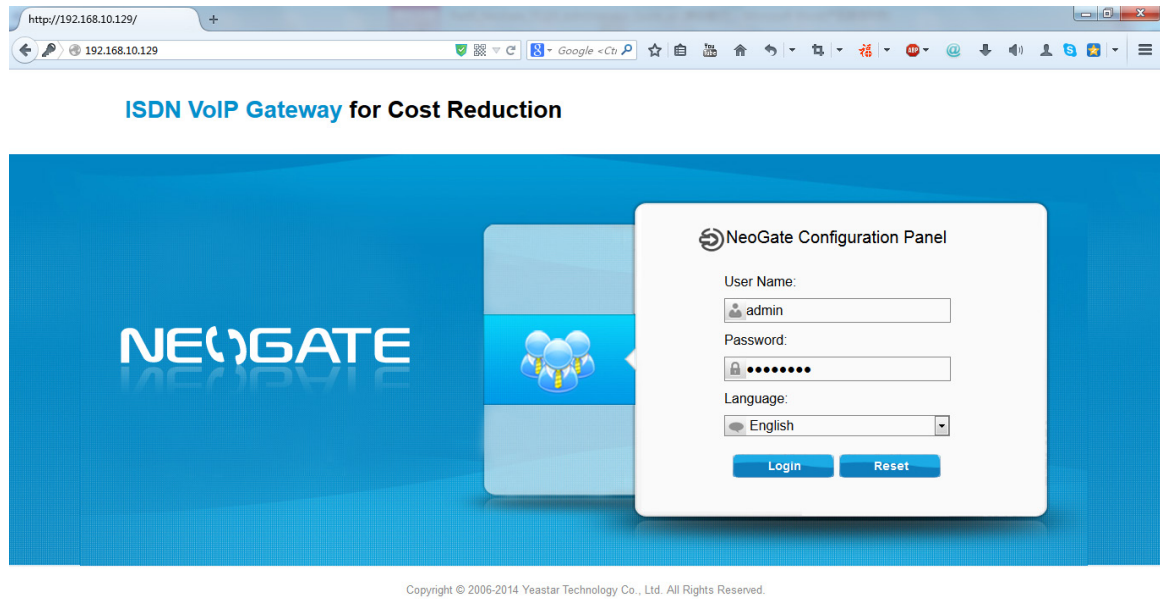 http://192.168.10.129/
192.168.10.129
Google <Ctr
ISDN VoIP Gateway for Cost Reduction
NEOGATE
NeoGate Configuration Panel
User Name:
admin
Password:
••••••••
Language:
English
Login
Reset
Copyright © 2006-2014 Yeastar Technology Co., Ltd. All Rights Reserved.